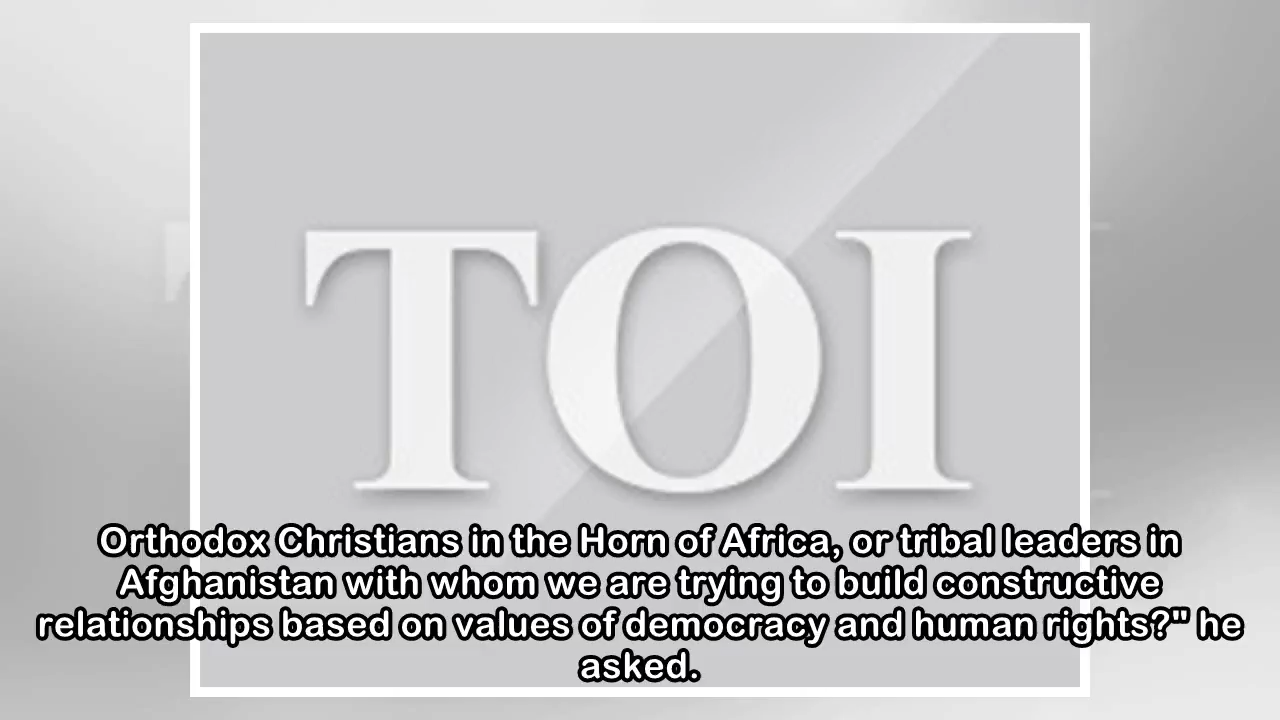 TOI
Orthodox Christians in the Horn of Africa, or tribal leaders in
Afghanistan with whom we are trying to build constructive
relationships based on values of democracy and human rights?" he
asked.